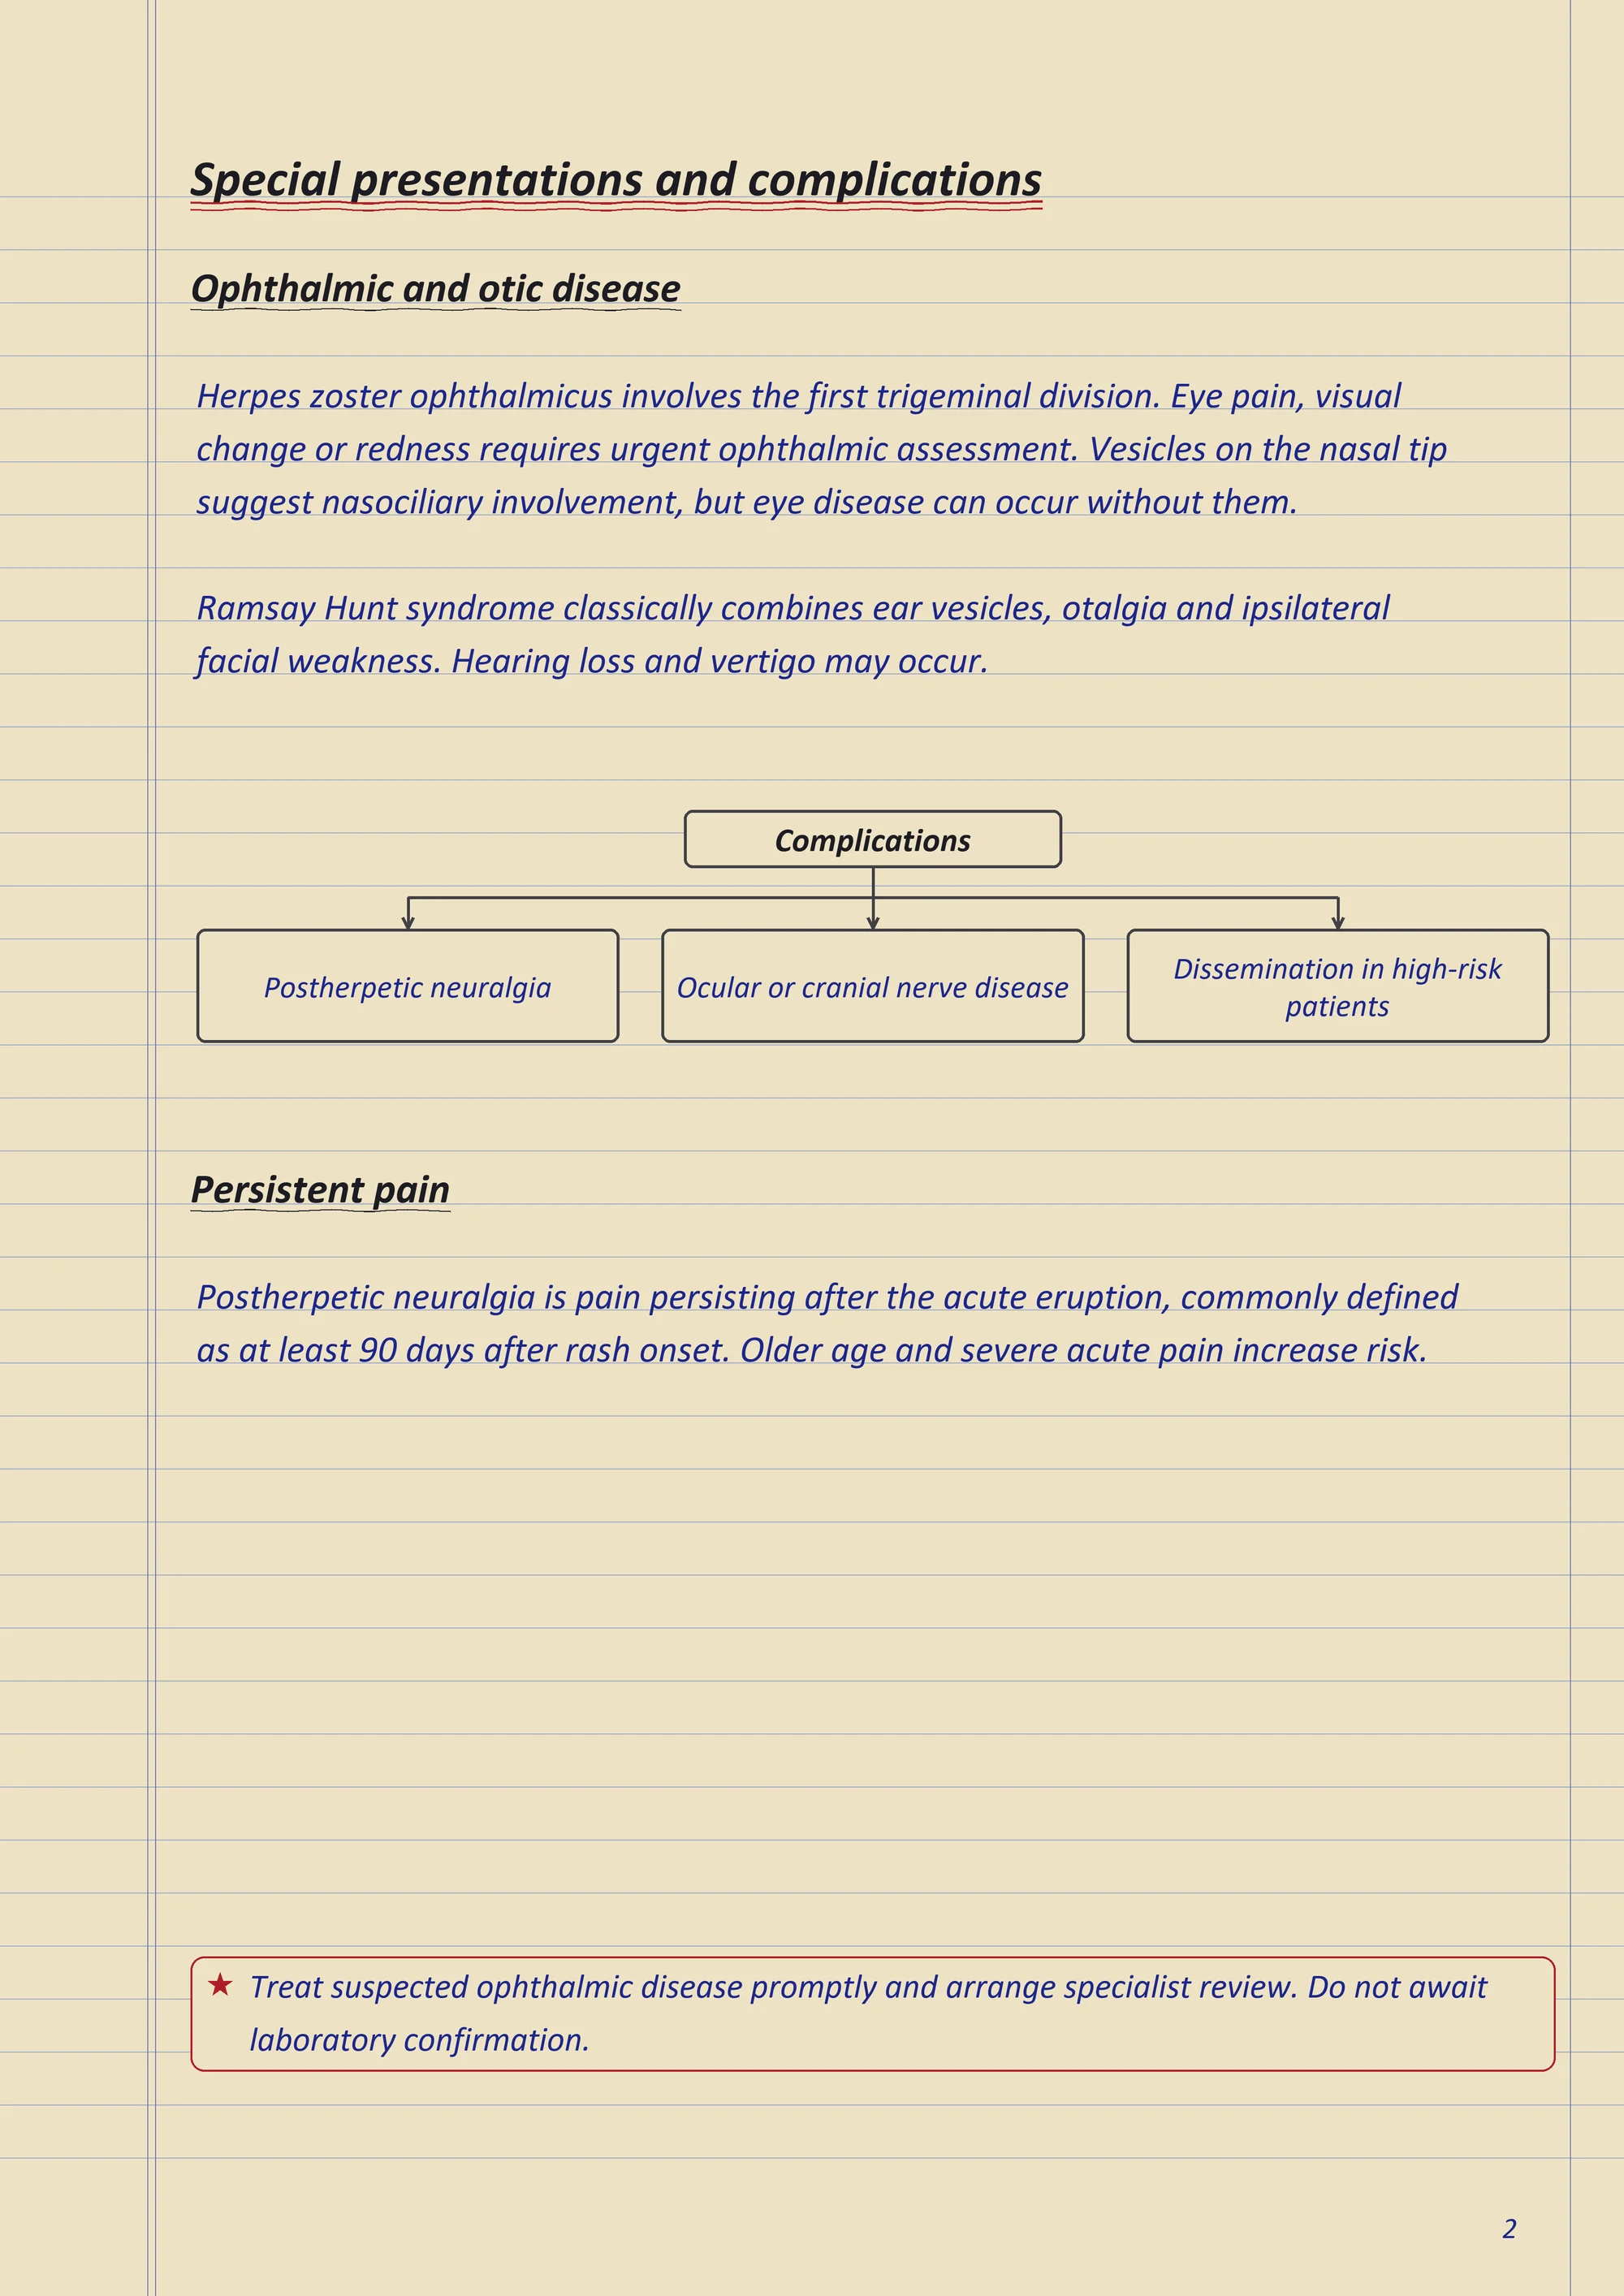 Special presentations and complications
Ophthalmic and otic disease
Herpes zoster ophthalmicus involves the first trigeminal division. Eye pain, visual
change or redness requires urgent ophthalmic assessment. Vesicles on the nasal tip
suggest nasociliary involvement, but eye disease can occur without them.
Ramsay Hunt syndrome classically combines ear vesicles, otalgia and ipsilateral
facial weakness. Hearing loss and vertigo may occur.
Complications
Postherpetic neuralgia
Ocular or cranial nerve disease
Dissemination in high-risk
patients
Persistent pain
Postherpetic neuralgia is pain persisting after the acute eruption, commonly defined
as at least 90 days after rash onset. Older age and severe acute pain increase risk.
★ Treat suspected ophthalmic disease promptly and arrange specialist review. Do not await
laboratory confirmation.
2